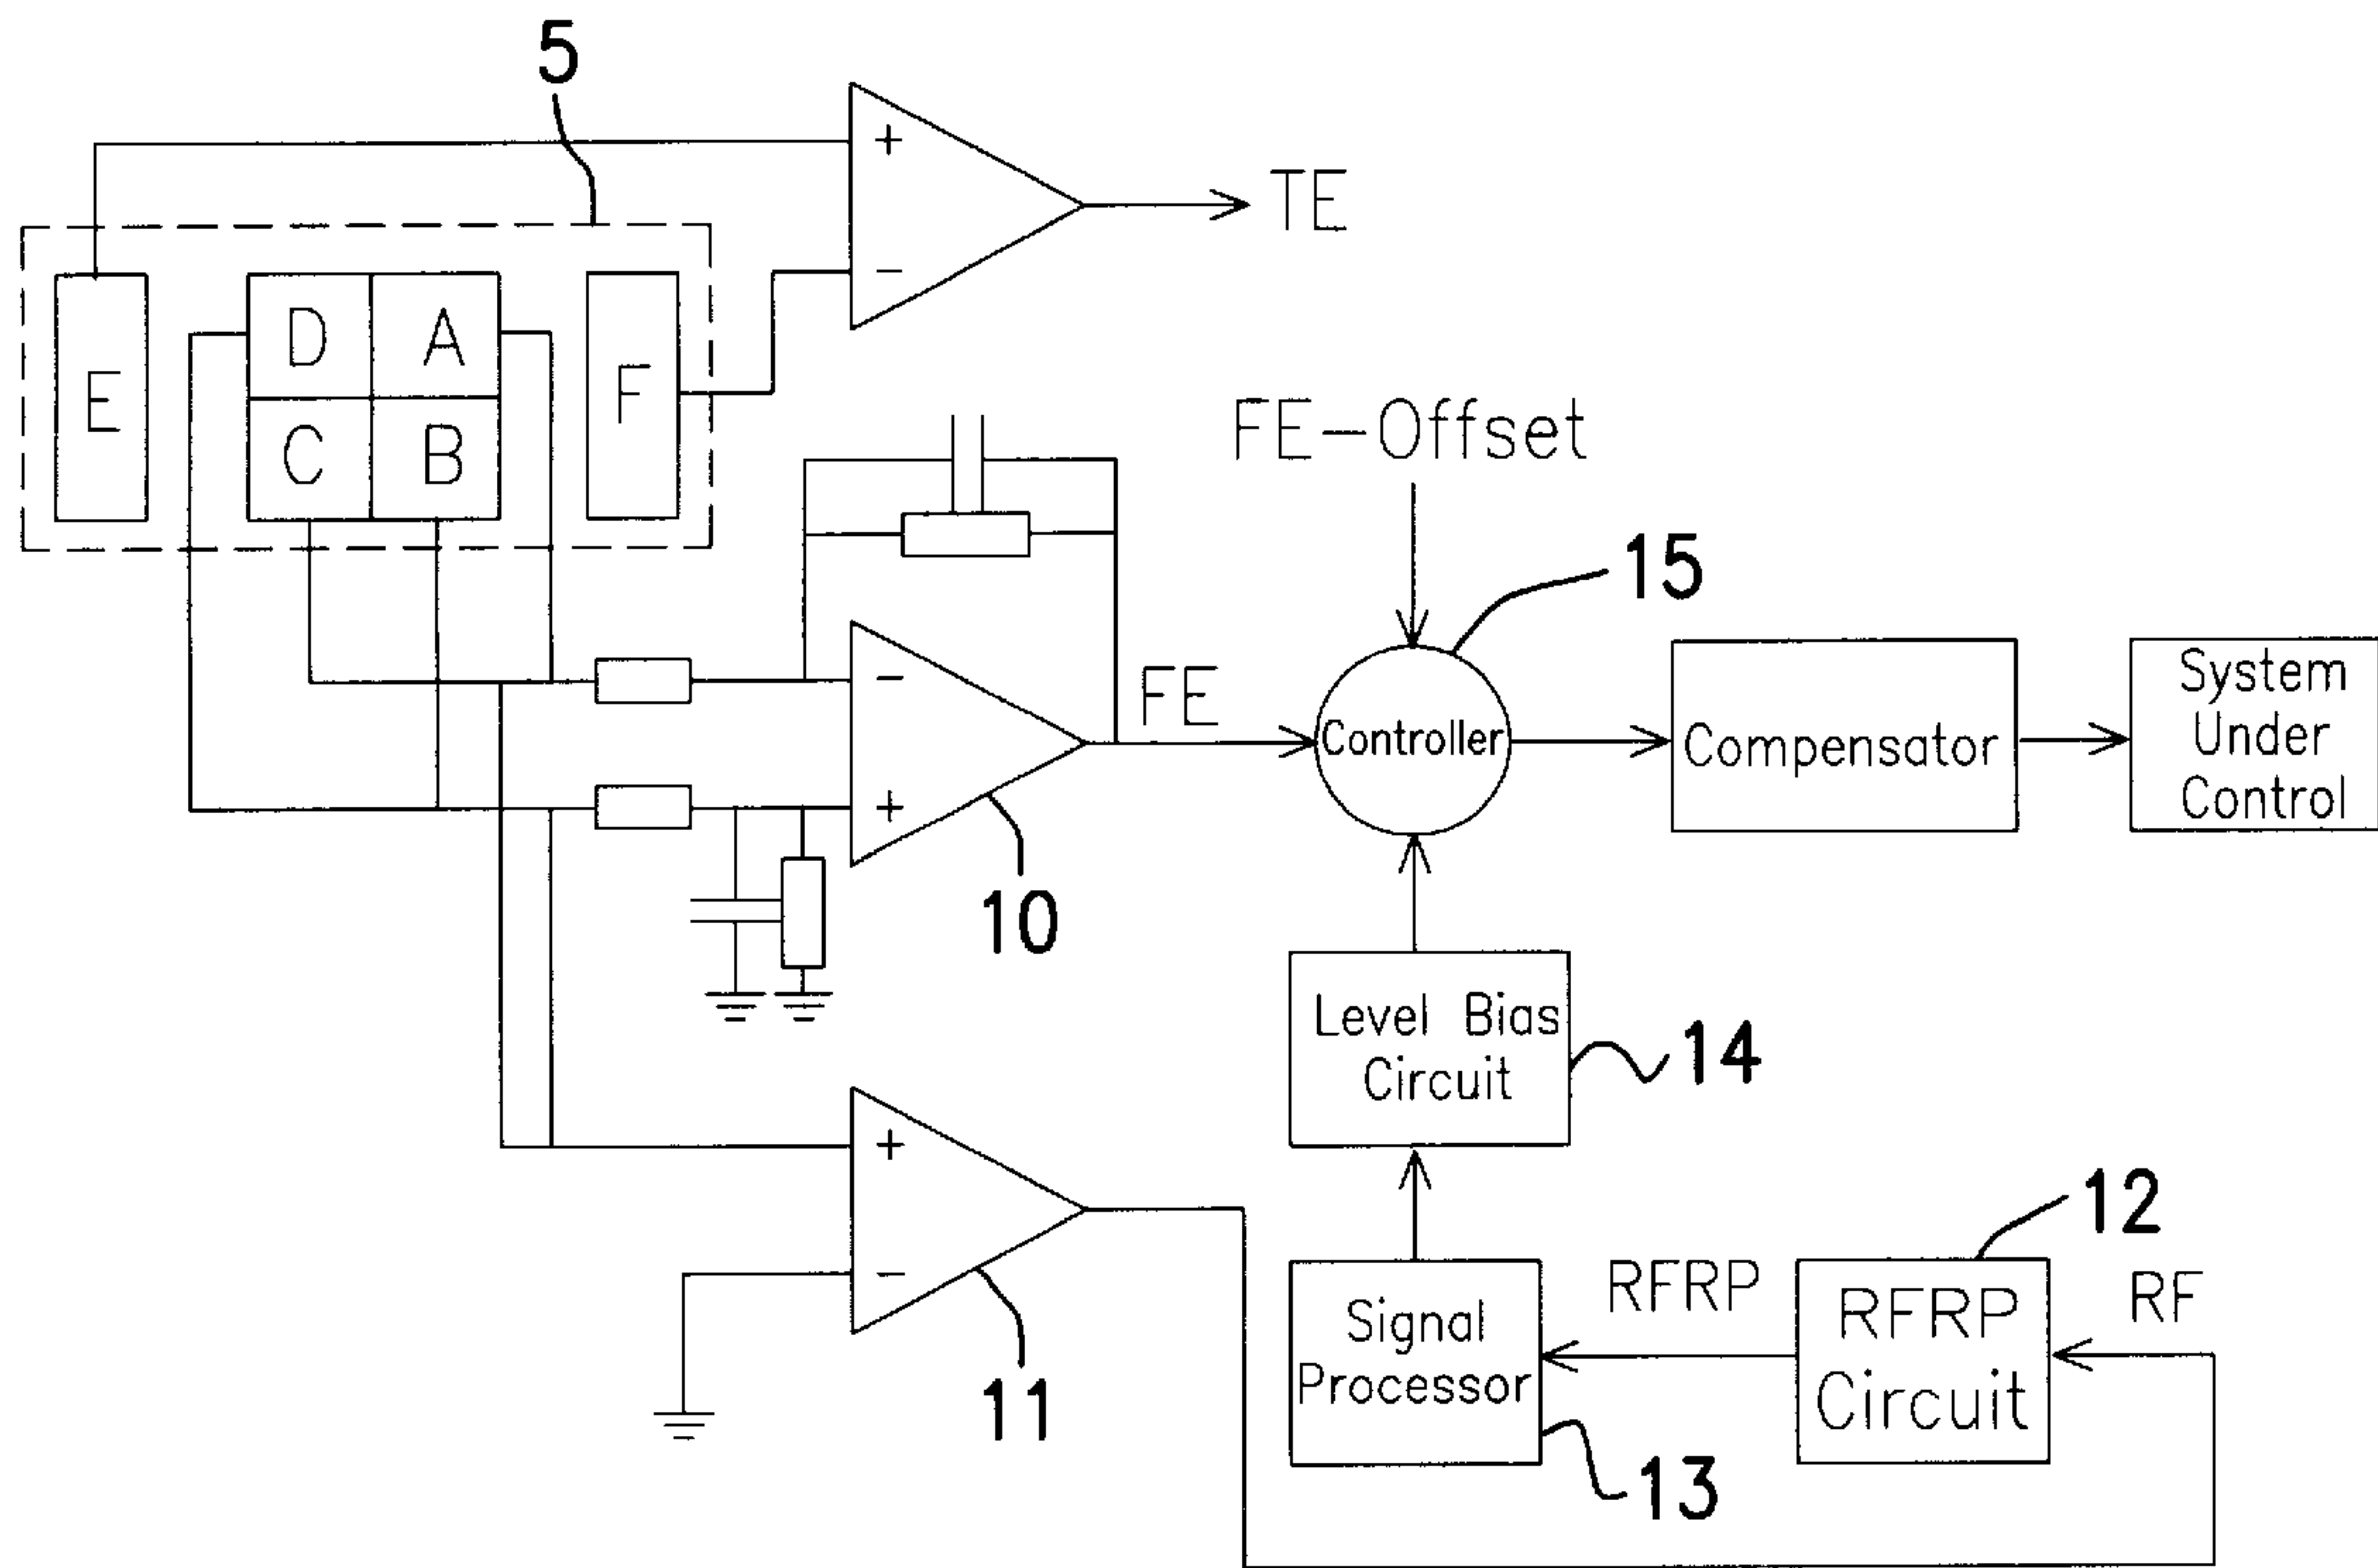 5
+
TE
−
D A
E
F
C B
FE-Offset
15
−
FE
Controller
Compensator
System
Under
Control
+
10
Level Bias
Circuit
14
+
12
−
RFRP
RF
Signal
Processor
RFRP
Circuit
11
13